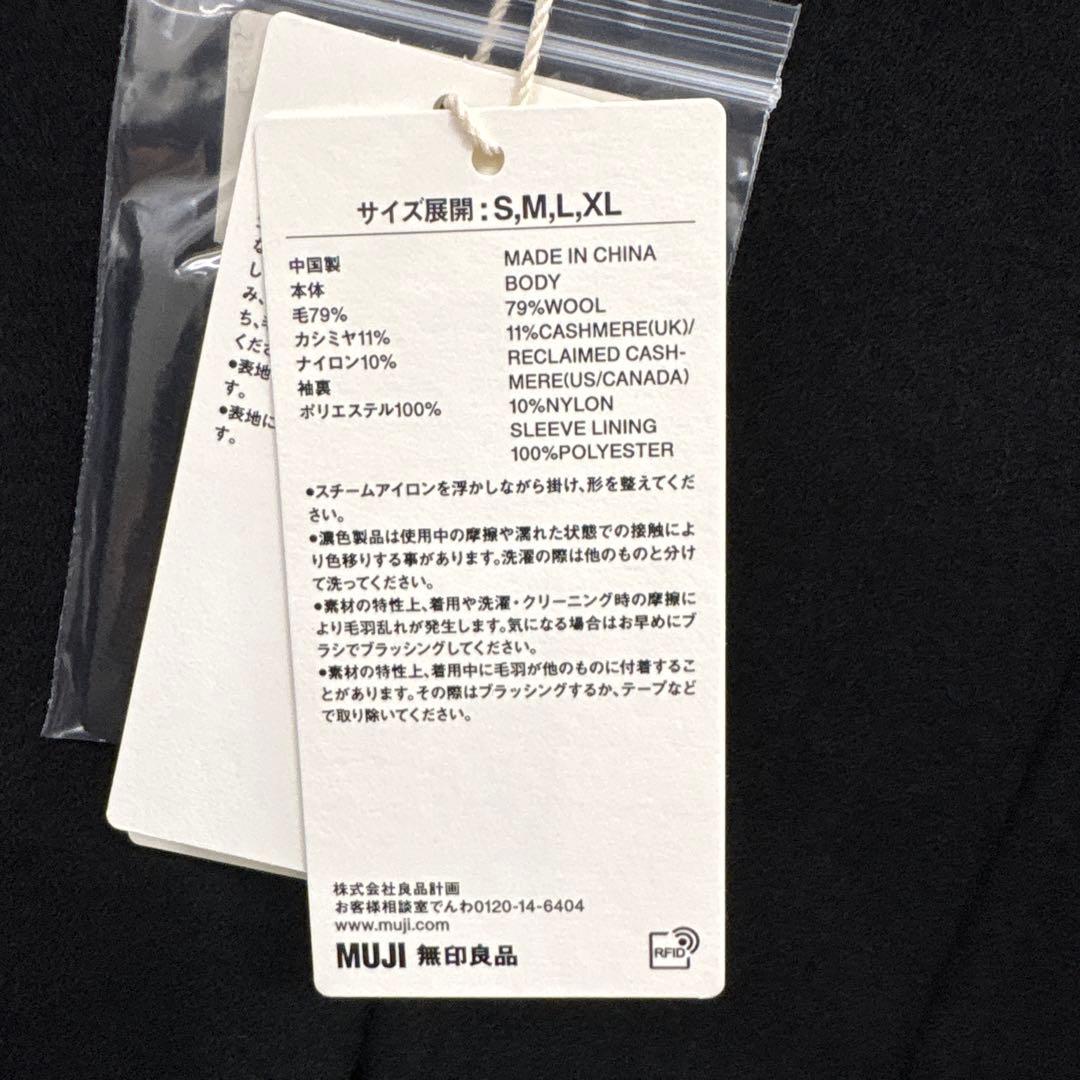 サイズ展開：S,M,L,XL
中国製
本体
毛79%
カシミヤ11%
ナイロン10%
袖裏
ポリエステル100%
MADE IN CHINA
BODY
79%WOOL
11%CASHMERE(UK)/
RECLAIMED CASH-
MERE(US/CANADA)
10%NYLON
SLEEVE LINING
100%POLYESTER
●スチームアイロンを浮かしながら掛け、形を整えてくだ
さい。
●濃色製品は使用中の摩擦や濡れた状態での接触によ
り色移りする事があります。洗濯の際は他のものと分け
て洗ってください。
●素材の特性上、着用や洗濯・クリーニング時の摩擦に
より毛羽乱れが発生します。気になる場合はお早めにブ
ラシでブラッシングしてください。
●素材の特性上、着用中に毛羽が他のものに付着するこ
とがあります。その際はブラッシングするか、テープなど
で取り除いてください。
株式会社良品計画
お客様相談室でんわ0120-14-6404
www.muji.com
MUJI 無印良品
RFID
し
み、
ち、
くだ
●表地
す。
●表地に
す。